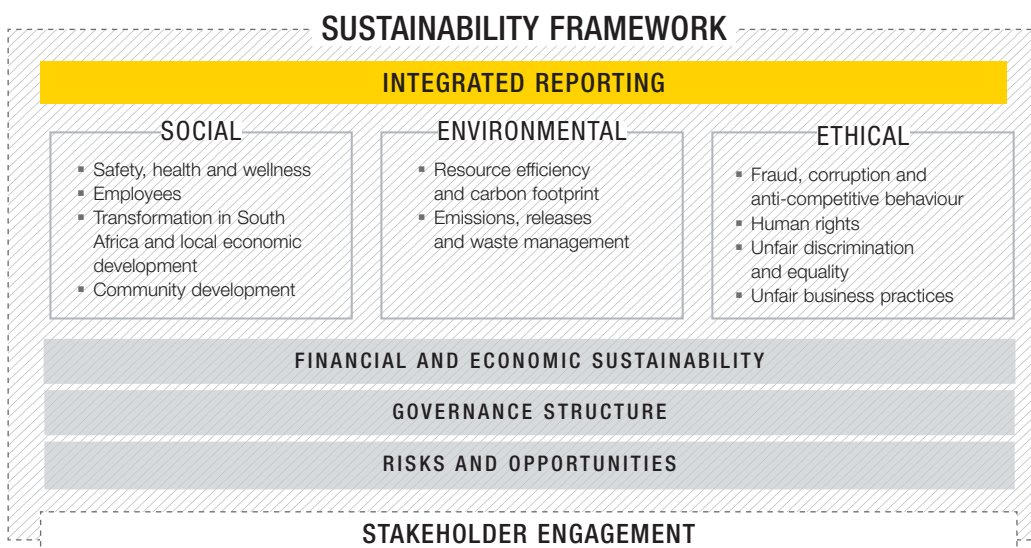 SUSTAINABILITY FRAMEWORK
INTEGRATED REPORTING
SOCIAL
▪ Safety, health and wellness
▪ Employees
▪ Transformation in South
Africa and local economic
development
▪ Community development
ENVIRONMENTAL
▪ Resource efficiency
and carbon footprint
▪ Emissions, releases
and waste management
ETHICAL
▪ Fraud, corruption and
anti-competitive behaviour
▪ Human rights
▪ Unfair discrimination
and equality
▪ Unfair business practices
FINANCIAL AND ECONOMIC SUSTAINABILITY
GOVERNANCE STRUCTURE
RISKS AND OPPORTUNITIES
STAKEHOLDER ENGAGEMENT